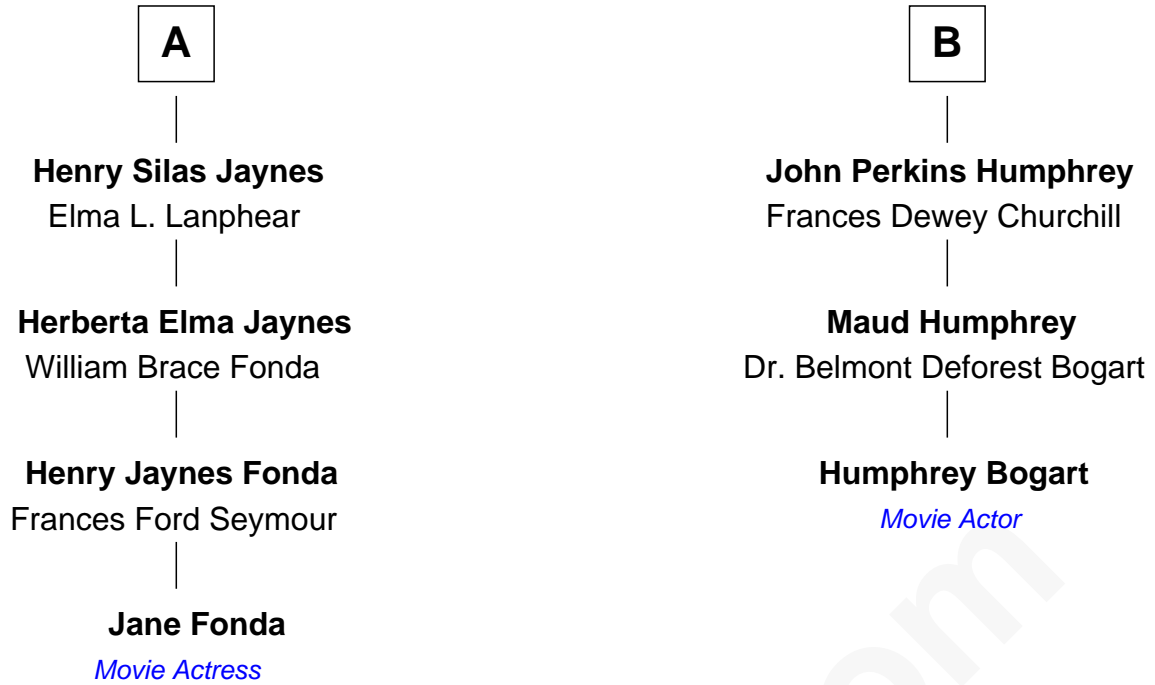 A
Henry Silas Jaynes
Elma L. Lanphear
Herberta Elma Jaynes
William Brace Fonda
Henry Jaynes Fonda
Frances Ford Seymour
Jane Fonda
Movie Actress
B
John Perkins Humphrey
Frances Dewey Churchill
Maud Humphrey
Dr. Belmont Deforest Bogart
Humphrey Bogart
Movie Actor
om